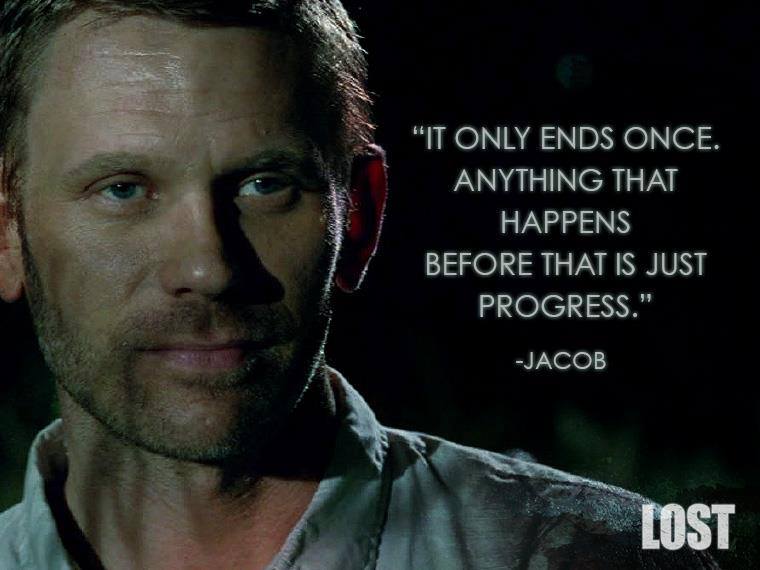 “IT ONLY ENDS ONCE.
ANYTHING THAT
HAPPENS
BEFORE THAT IS JUST
PROGRESS.”
-JACOB
LOST